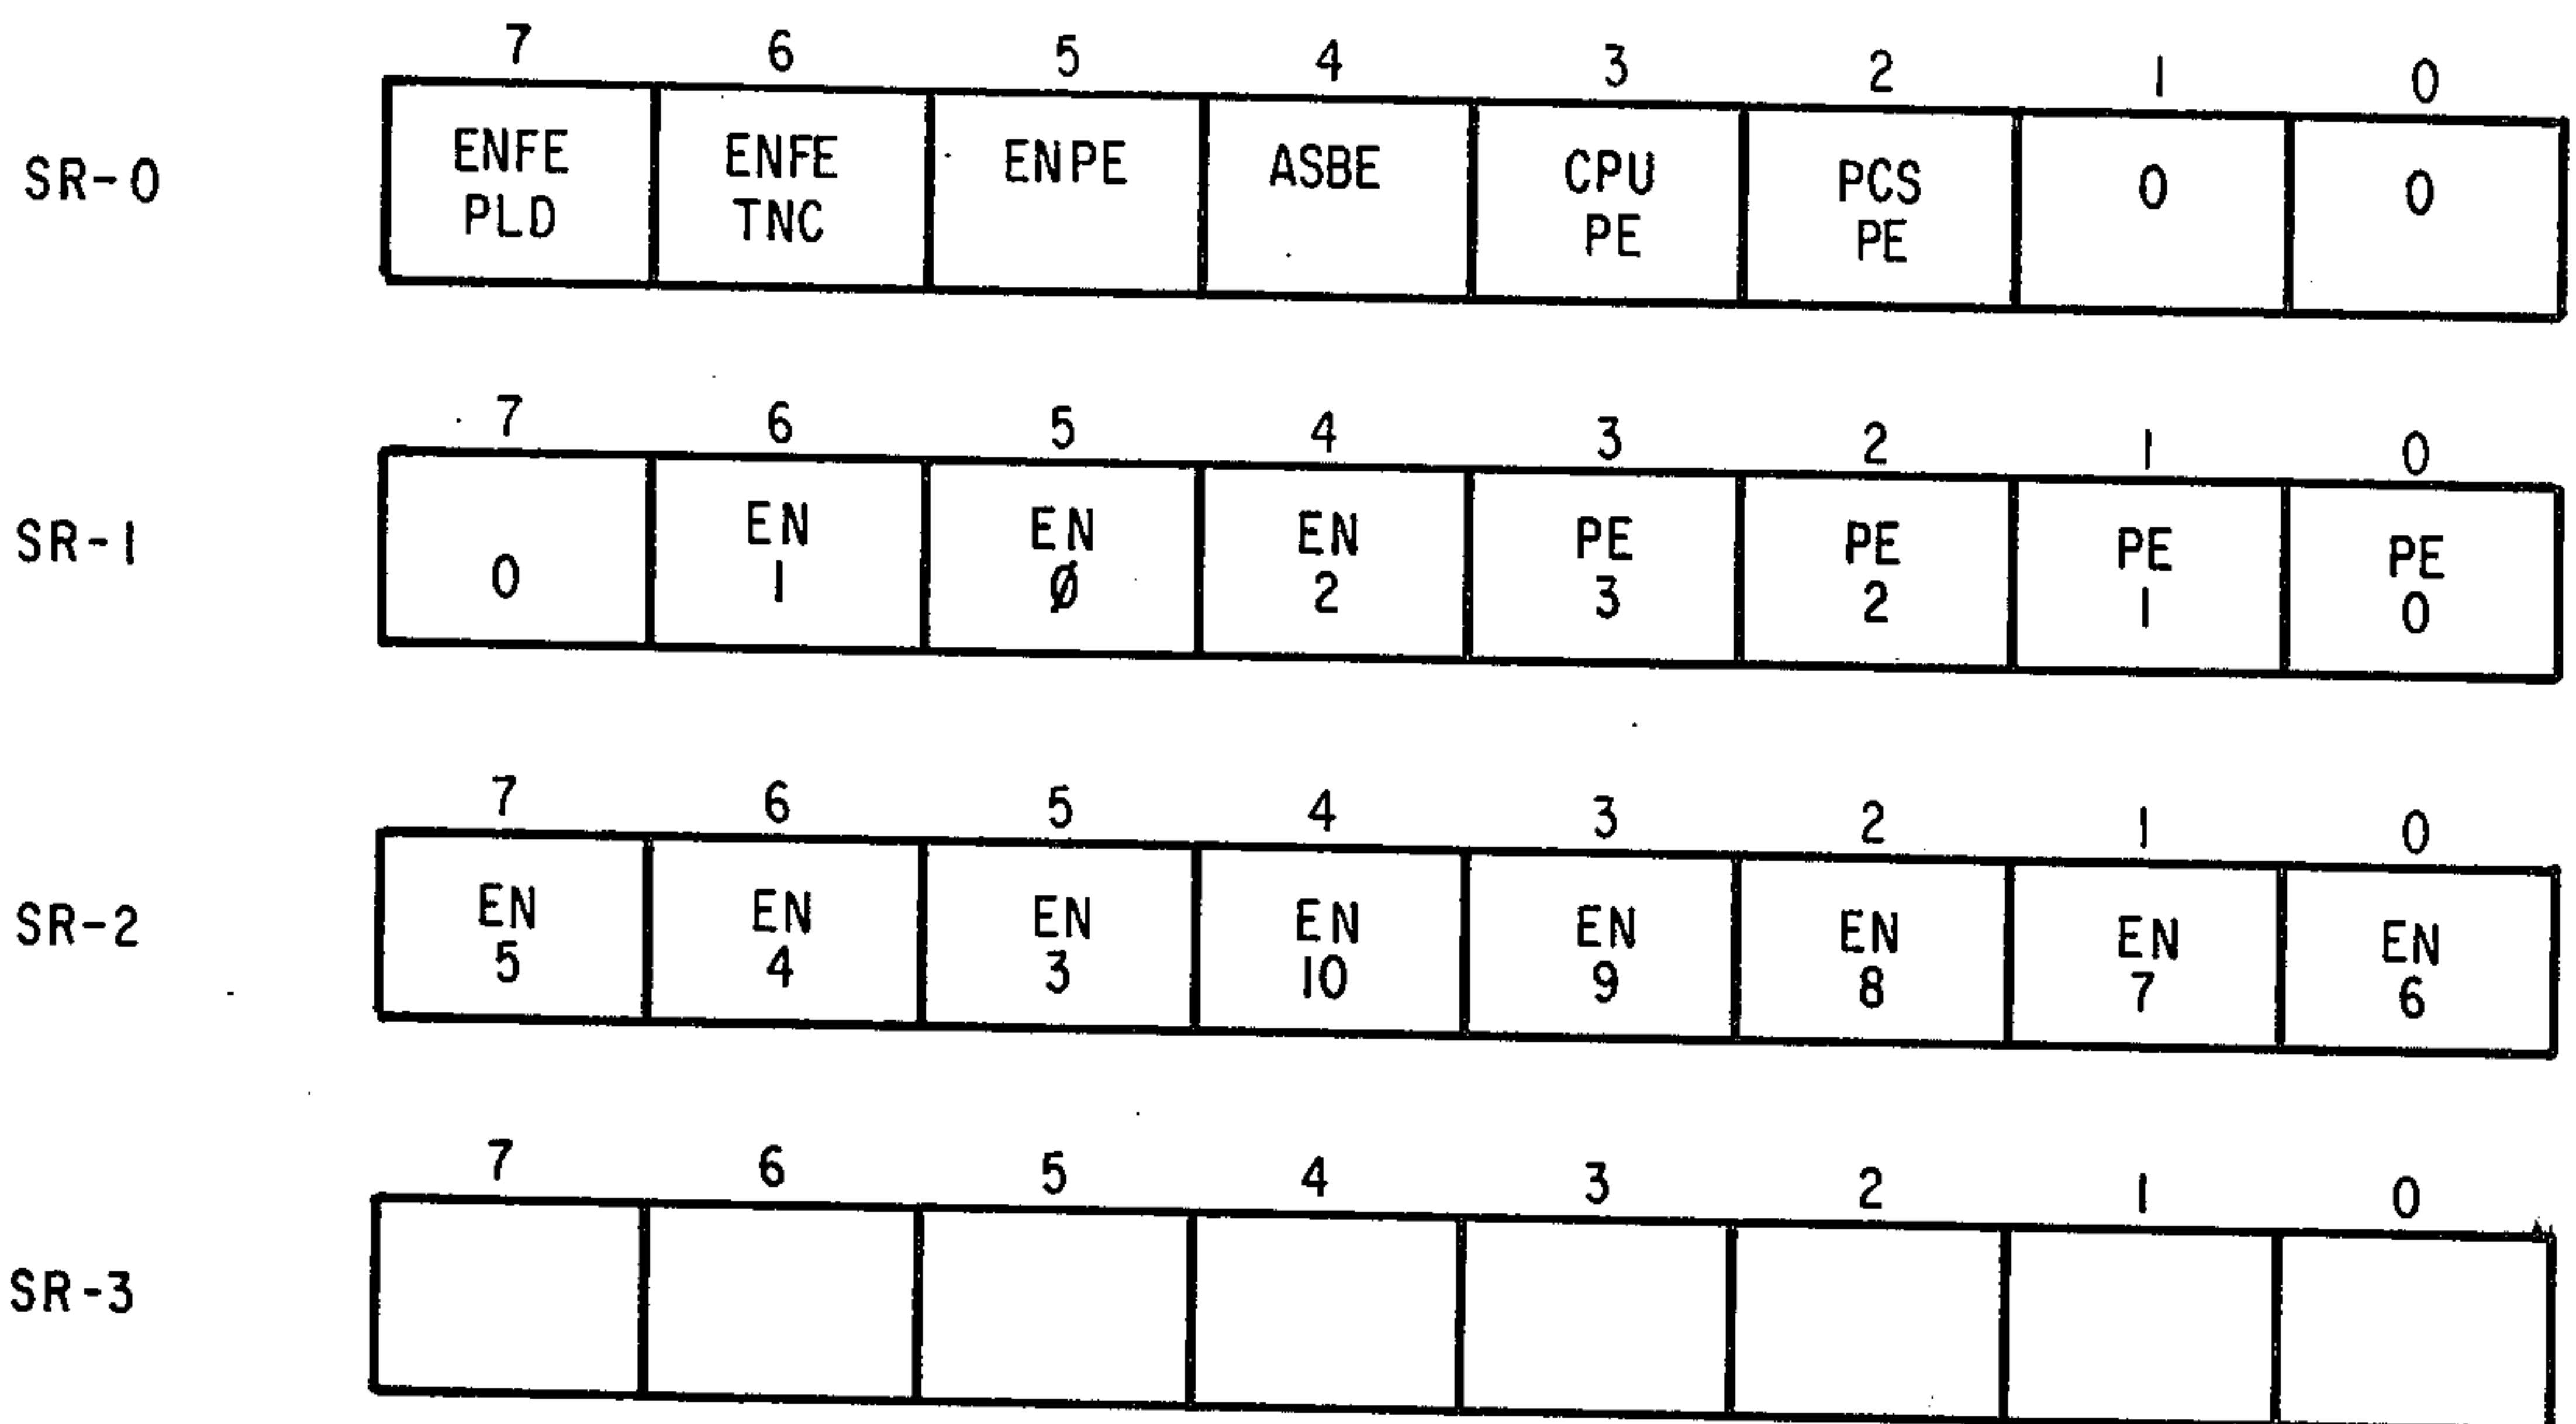 7 6 5 4 3 2 1 0
SR-0
ENFE PLD
ENFE TNC
ENPE
ASBE
CPU PE
PCS PE
0
0
7 6 5 4 3 2 1 0
SR-1
0
EN 1
EN Ø
EN 2
PE 3
PE 2
PE 1
PE 0
7 6 5 4 3 2 1 0
SR-2
EN 5
EN 4
EN 3
EN 10
EN 9
EN 8
EN 7
EN 6
7 6 5 4 3 2 1 0
SR-3